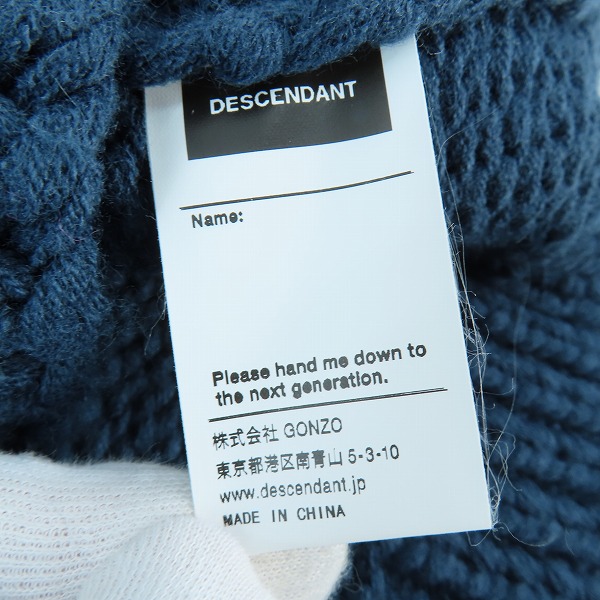 DESCENDANT
Name:
Please hand me down to
the next generation.
株式会社 GONZO
東京都港区南青山 5-3-10
www.descendant.jp
MADE IN CHINA